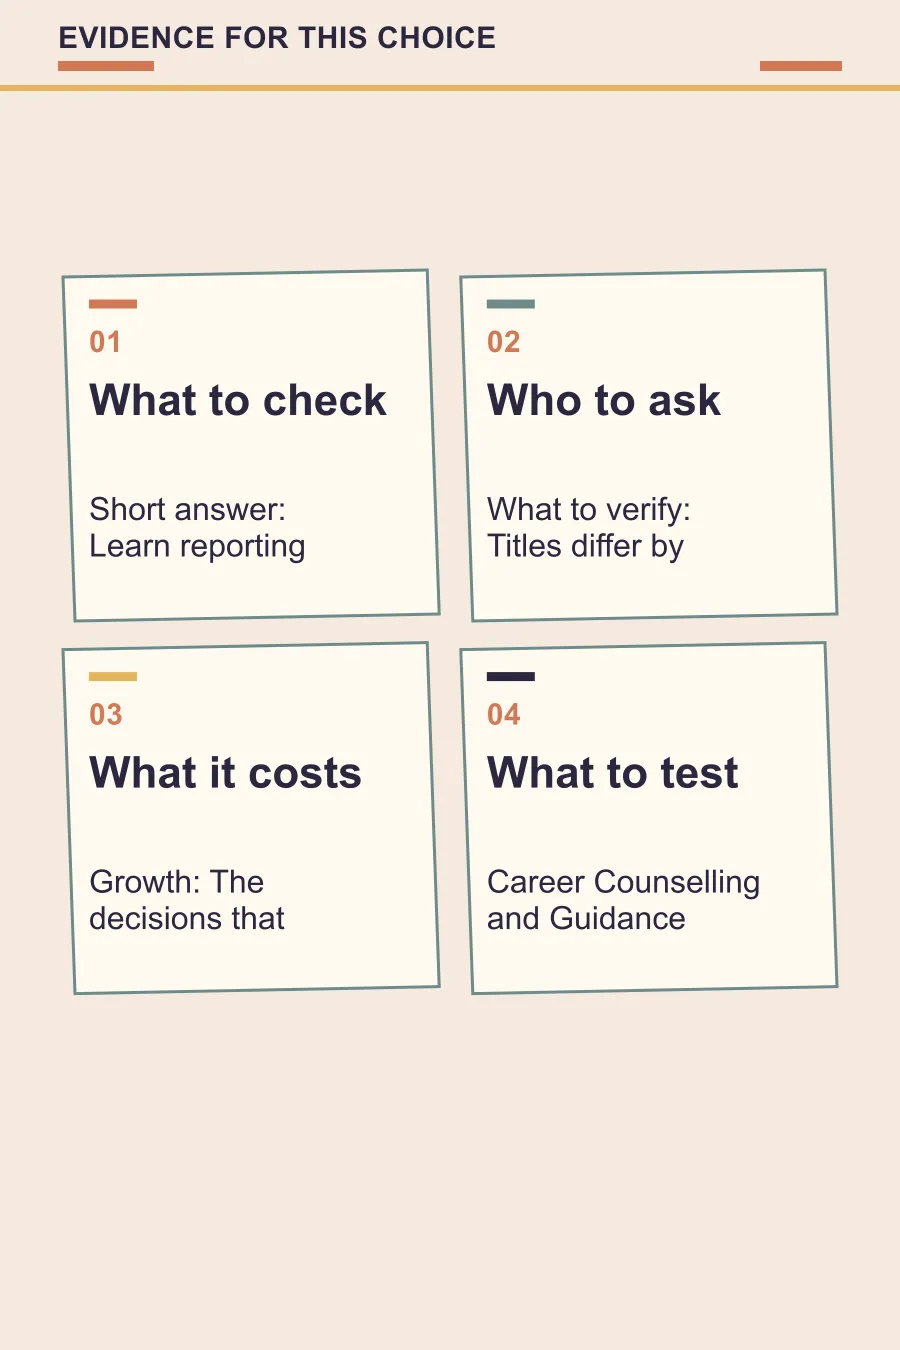 EVIDENCE FOR THIS CHOICE
01
What to check
Short answer:
Learn reporting
02
Who to ask
What to verify:
Titles differ by
03
What it costs
Growth: The
decisions that
04
What to test
Career Counselling
and Guidance